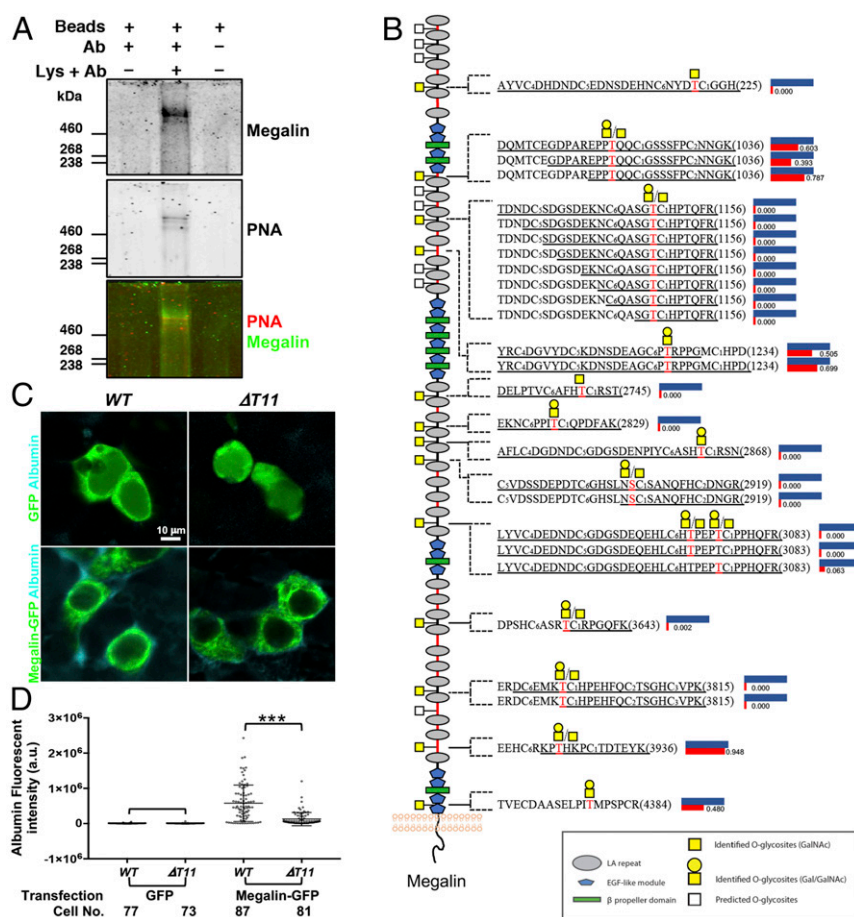 A
Beads + + +
Ab + + −
Lys + Ab − + −
kDa
460
268
238
Megalin
460
268
238
PNA
460
268
238
PNA
Megalin
B
AYVC₄DHDNDC₅EDNSDEHNC₆NYDTC₁GGH(225) 0.000
DQMTCEGDPAREPPTQQC₁GSSSFPC₂NNGK(1036) 0.603
DQMTCEGDPAREPPTQQC₁GSSSFPC₂NNGK(1036) 0.393
DQMTCEGDPAREPPTQQC₁GSSSFPC₂NNGK(1036) 0.787
TDNDC₅SDGSDEKNC₆QASGTC₁HPTQFR(1156) 0.000
TDNDC₅SDGSDEKNC₆QASGTC₁HPTQFR(1156) 0.000
TDNDC₅SDGSDEKNC₆QASGTC₁HPTQFR(1156) 0.000
TDNDC₅SDGSDEKNC₆QASGTC₁HPTQFR(1156) 0.000
TDNDC₅SDGSDEKNC₆QASGTC₁HPTQFR(1156) 0.000
TDNDC₅SDGSDEKNC₆QASGTC₁HPTQFR(1156) 0.000
TDNDC₅SDGSDEKNC₆QASGTC₁HPTQFR(1156) 0.000
TDNDC₅SDGSDEKNC₆QASGTC₁HPTQFR(1156) 0.000
YRC₄DGVYDC₅KDNSDEAGC₆PTRPPGMC₁HPD(1234) 0.505
YRC₄DGVYDC₅KDNSDEAGC₆PTRPPGMC₁HPD(1234) 0.699
DELPTVC₆AFHTC₁RST(2745) 0.000
EKNC₆PPITC₁QPDFAK(2829) 0.000
AFLC₄DGDNDC₅GDGSDENPIYC₆ASHTC₁RSN(2868) 0.000
C₅VDSSDEPDTC₆GHSLNSC₁SANQFHC₂DNGR(2919) 0.000
C₅VDSSDEPDTC₆GHSLNSC₁SANQFHC₂DNGR(2919) 0.000
LYVC₄DEDNDC₅GDGSDEQEHLC₆HTPEPTC₁PPHQFR(3083) 0.000
LYVC₄DEDNDC₅GDGSDEQEHLC₆HTPEPTC₁PPHQFR(3083) 0.000
LYVC₄DEDNDC₅GDGSDEQEHLC₆HTPEPTC₁PPHQFR(3083) 0.063
DPSHC₆ASRTC₁RPGQFK(3643) 0.002
ERDC₆EMKTC₁HPEHFQC₂TSGHC₃VPK(3815) 0.000
ERDC₆EMKTC₁HPEHFQC₂TSGHC₃VPK(3815) 0.000
EEHC₆RKPTHKPC₁TDTEYK(3936) 0.948
TVECDAASELPITMPSPCR(4384) 0.480
Megalin
LA repeat
EGF-like module
β propeller domain
Identified O-glycosites (GalNAc)
Identified O-glycosites (Gal/GalNAc)
Predicted O-glycosites
C
WT ΔT11
GFP Albumin
10 µm
Megalin-GFP Albumin
D
Albumin Fluorescent
intensity (a.u.)
3×10⁶
2×10⁶
1×10⁶
0
-1×10⁶
***
WT ΔT11 WT ΔT11
Transfection GFP Megalin-GFP
Cell No. 77 73 87 81